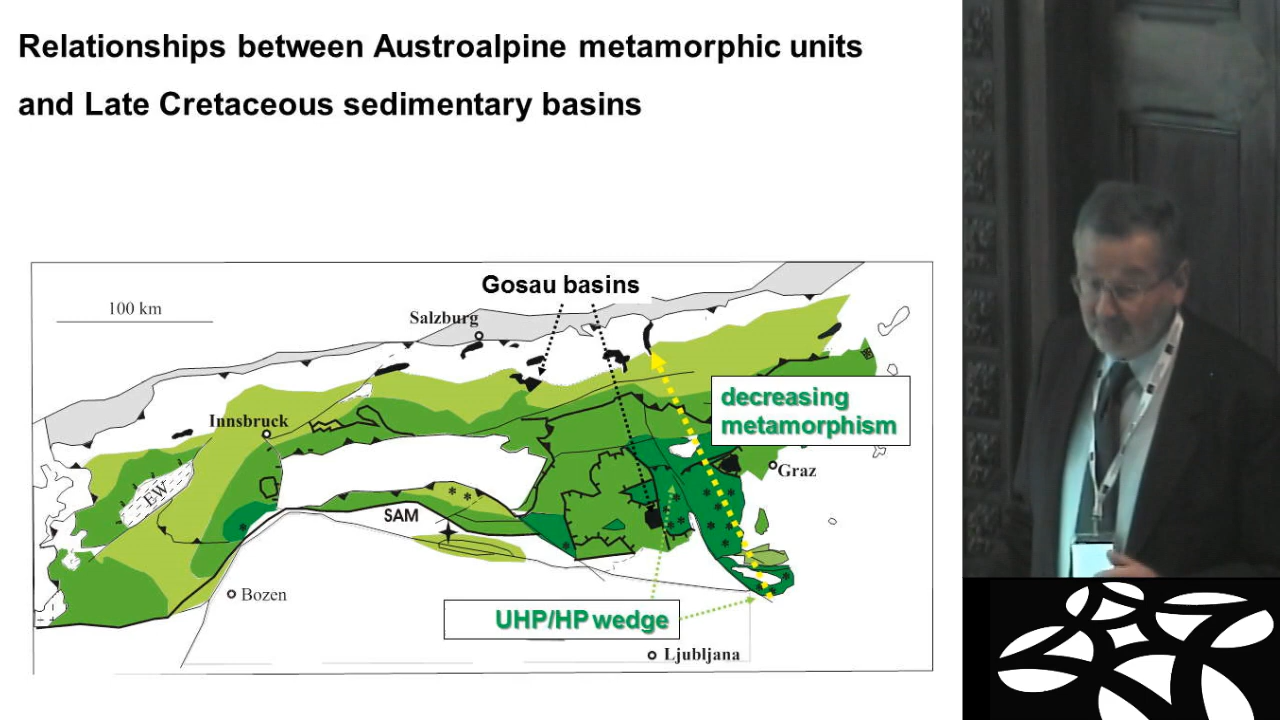 Relationships between Austroalpine metamorphic units
and Late Cretaceous sedimentary basins
Gosau basins
100 km
Salzburg
decreasing
metamorphism
Innsbruck
Graz
EW
SAM
Bozen
UHP/HP wedge
Ljubljana